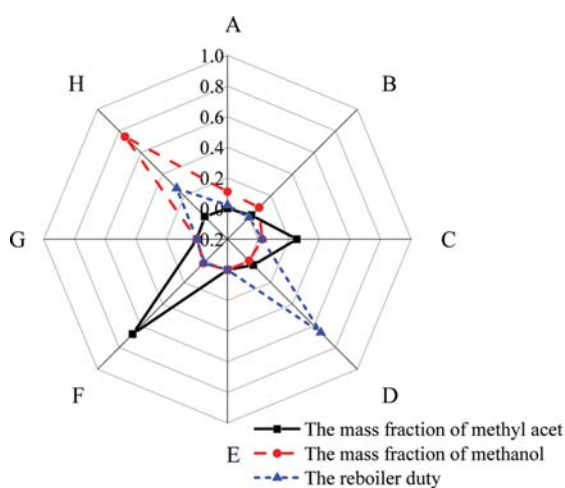 A
1.0
H
0.8
B
0.6
0.4
0.2
0.0
G
0.2
C
F
D
E
The mass fraction of methyl acet
The mass fraction of methanol
The reboiler duty